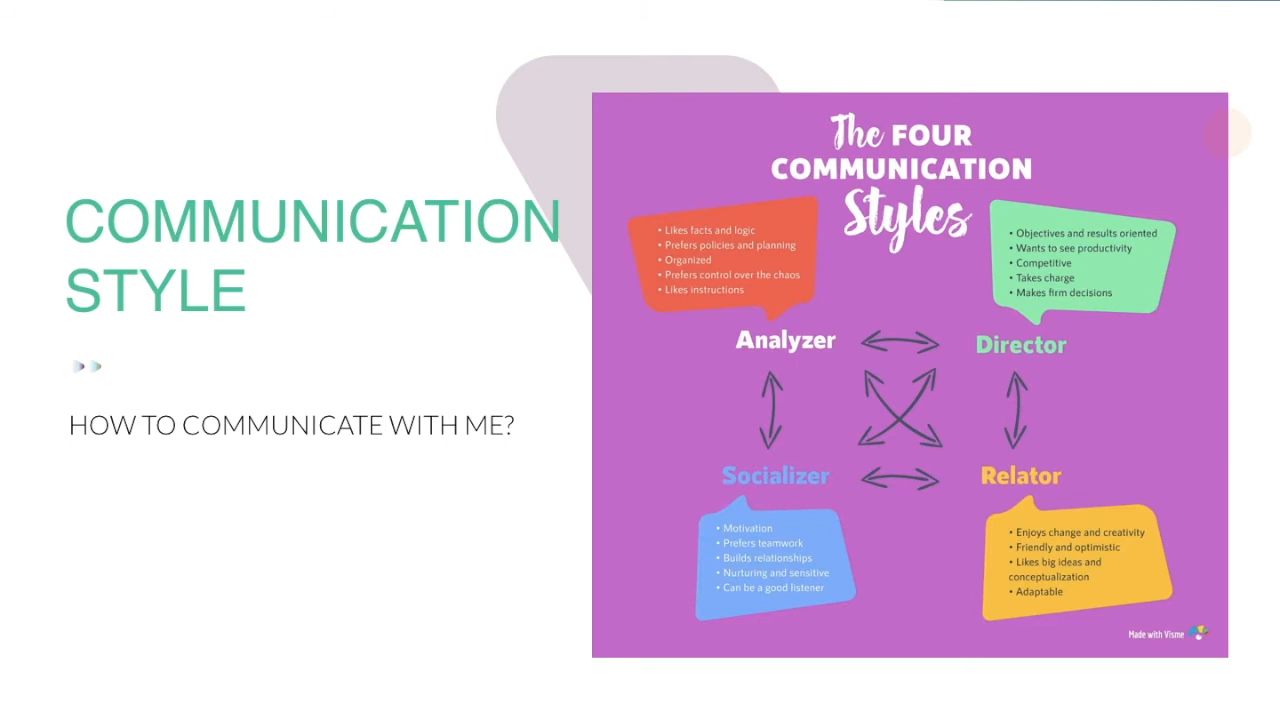 COMMUNICATION
STYLE
HOW TO COMMUNICATE WITH ME?
The FOUR
COMMUNICATION
Styles
• Likes facts and logic
• Prefers policies and planning
• Organized
• Prefers control over the chaos
• Likes instructions
Analyzer
• Objectives and results oriented
• Wants to see productivity
• Competitive
• Takes charge
• Makes firm decisions
Director
Socializer
• Motivation
• Prefers teamwork
• Builds relationships
• Nurturing and sensitive
• Can be a good listener
Relator
• Enjoys change and creativity
• Friendly and optimistic
• Likes big ideas and
conceptualization
• Adaptable
Made with Visme